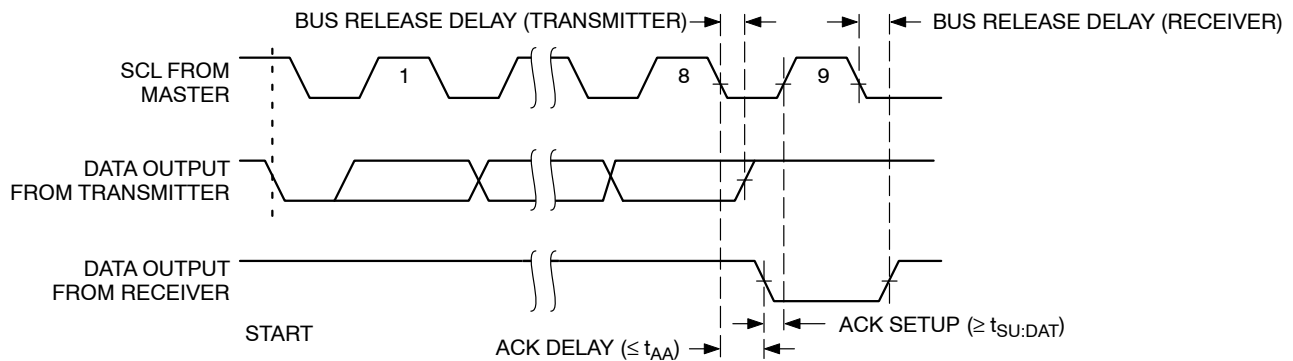 BUS RELEASE DELAY (TRANSMITTER)
BUS RELEASE DELAY (RECEIVER)
SCL FROM
MASTER
1
8
9
DATA OUTPUT
FROM TRANSMITTER
DATA OUTPUT
FROM RECEIVER
START
ACK SETUP (≥ tSU:DAT)
ACK DELAY (≤ tAA)